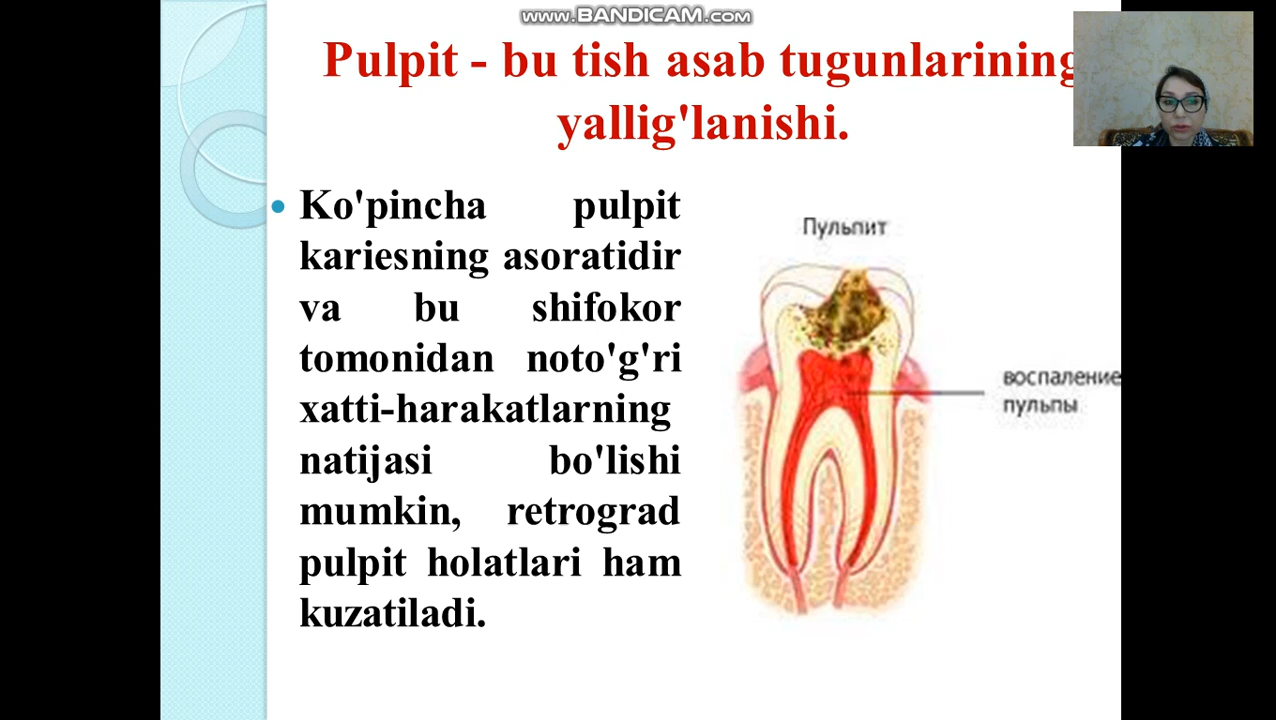 www.BANDICAM.com
Pulpit - bu tish asab tugunlarining
yallig'lanishi.
Ko'pincha pulpit
kariesning asoratidir
va bu shifokor
tomonidan noto'g'ri
xatti-harakatlarning
natijasi bo'lishi
mumkin, retrograd
pulpit holatlari ham
kuzatiladi.
Пульпит
воспаление
пульпы